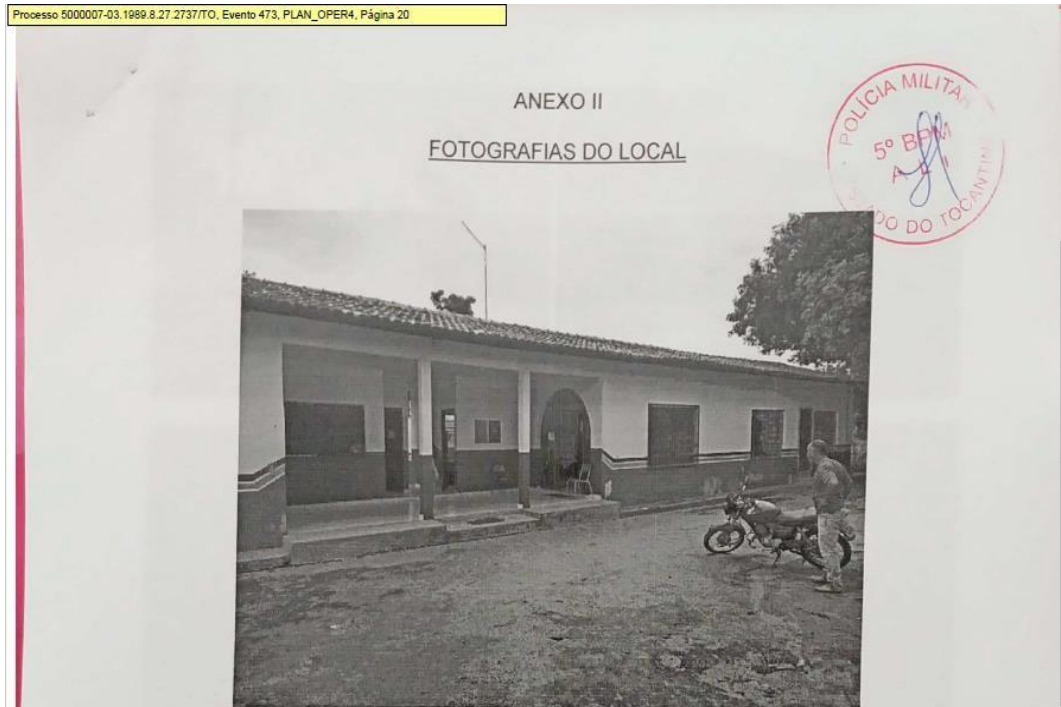 Processo 5000007-03.1989.8.27.2737/TO, Evento 473, PLAN_OPER4, Página 20
ANEXO II
FOTOGRAFIAS DO LOCAL
POLÍCIA MILITAR
5º BPM
DO TOCANTINS